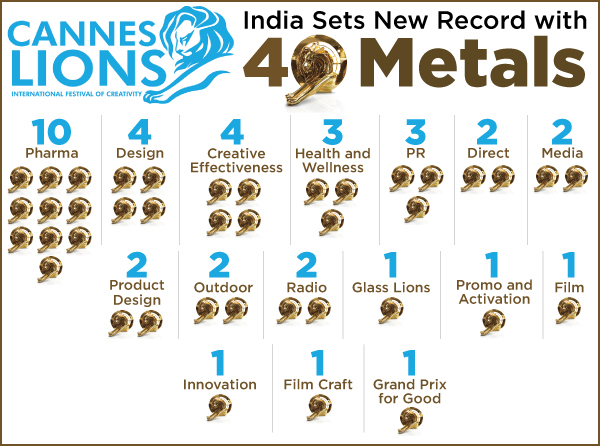 CANNES
LIONS
INTERNATIONAL FESTIVAL OF CREATIVITY
India Sets New Record with
40 Metals
10
Pharma
4
Design
4
Creative
Effectiveness
3
Health and
Wellness
3
PR
2
Direct
2
Media
2
Product
Design
2
Outdoor
2
Radio
1
Glass Lions
1
Promo and
Activation
1
Film
1
Innovation
1
Film Craft
1
Grand Prix
for Good